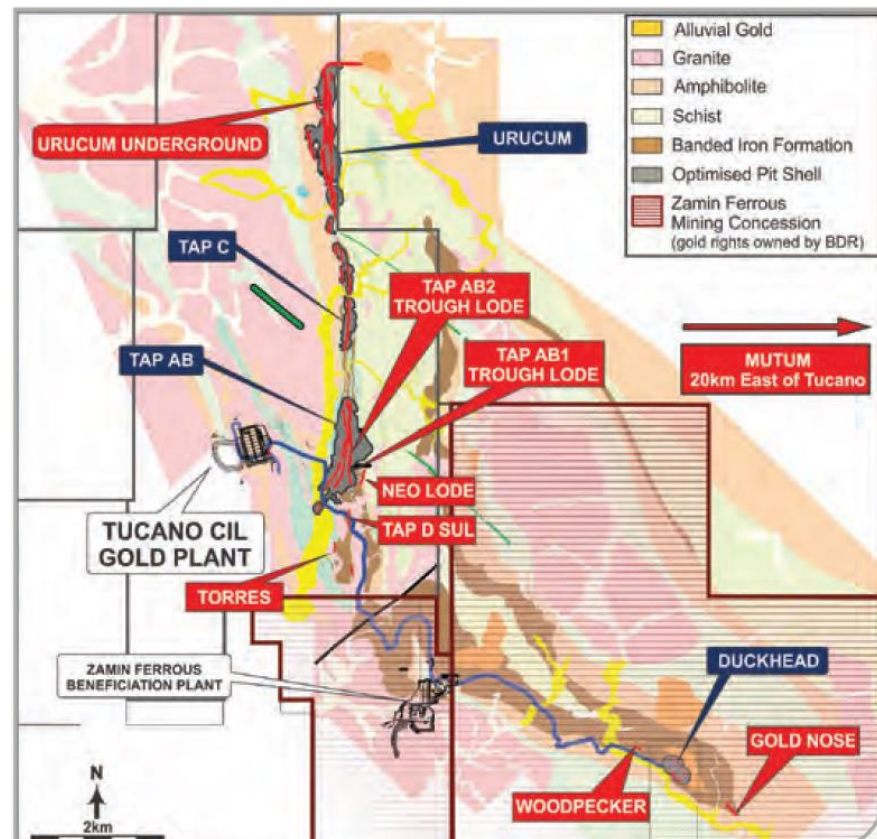 Alluvial Gold
Granite
Amphibolite
Schist
Banded Iron Formation
Optimised Pit Shell
Zamin Ferrous
Mining Concession
(gold rights owned by BDR)
URUCUM UNDERGROUND
URUCUM
TAP C
TAP AB2
TROUGH LODE
TAP AB
TAP AB1
TROUGH LODE
MUTUM
20km East of Tucano
NEO LODE
TUCANO CIL
GOLD PLANT
TAP D SUL
TORRES
ZAMIN FERROUS
BENEFICIATION PLANT
DUCKHEAD
GOLD NOSE
WOODPECKER
N
2km